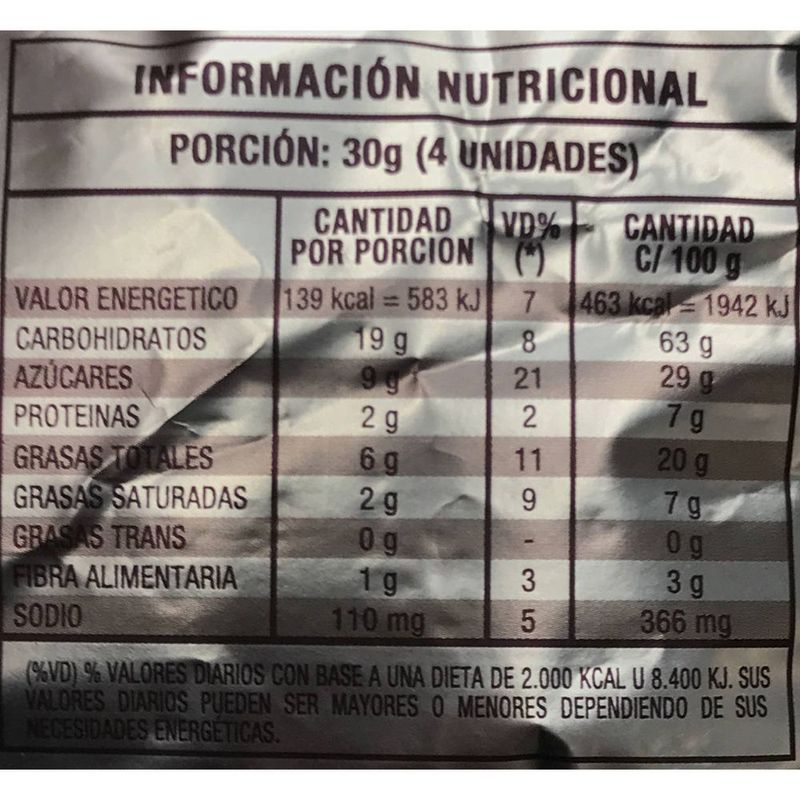 INFORMACIÓN NUTRICIONAL
PORCIÓN: 30g (4 UNIDADES)
CANTIDAD POR PORCION VD% (*) CANTIDAD C/ 100 g
VALOR ENERGETICO 139 kcal = 583 kJ 7 463 kcal = 1942 kJ
CARBOHIDRATOS 19 g 8 63 g
AZÚCARES 9 g 21 29 g
PROTEINAS 2 g 2 7 g
GRASAS TOTALES 6 g 11 20 g
GRASAS SATURADAS 2 g 9 7 g
GRASAS TRANS 0 g - 0 g
FIBRA ALIMENTARIA 1 g 3 3 g
SODIO 110 mg 5 366 mg
(%VD) % VALORES DIARIOS CON BASE A UNA DIETA DE 2.000 KCAL U 8.400 KJ. SUS
VALORES DIARIOS PUEDEN SER MAYORES O MENORES DEPENDIENDO DE SUS
NECESIDADES ENERGÉTICAS.